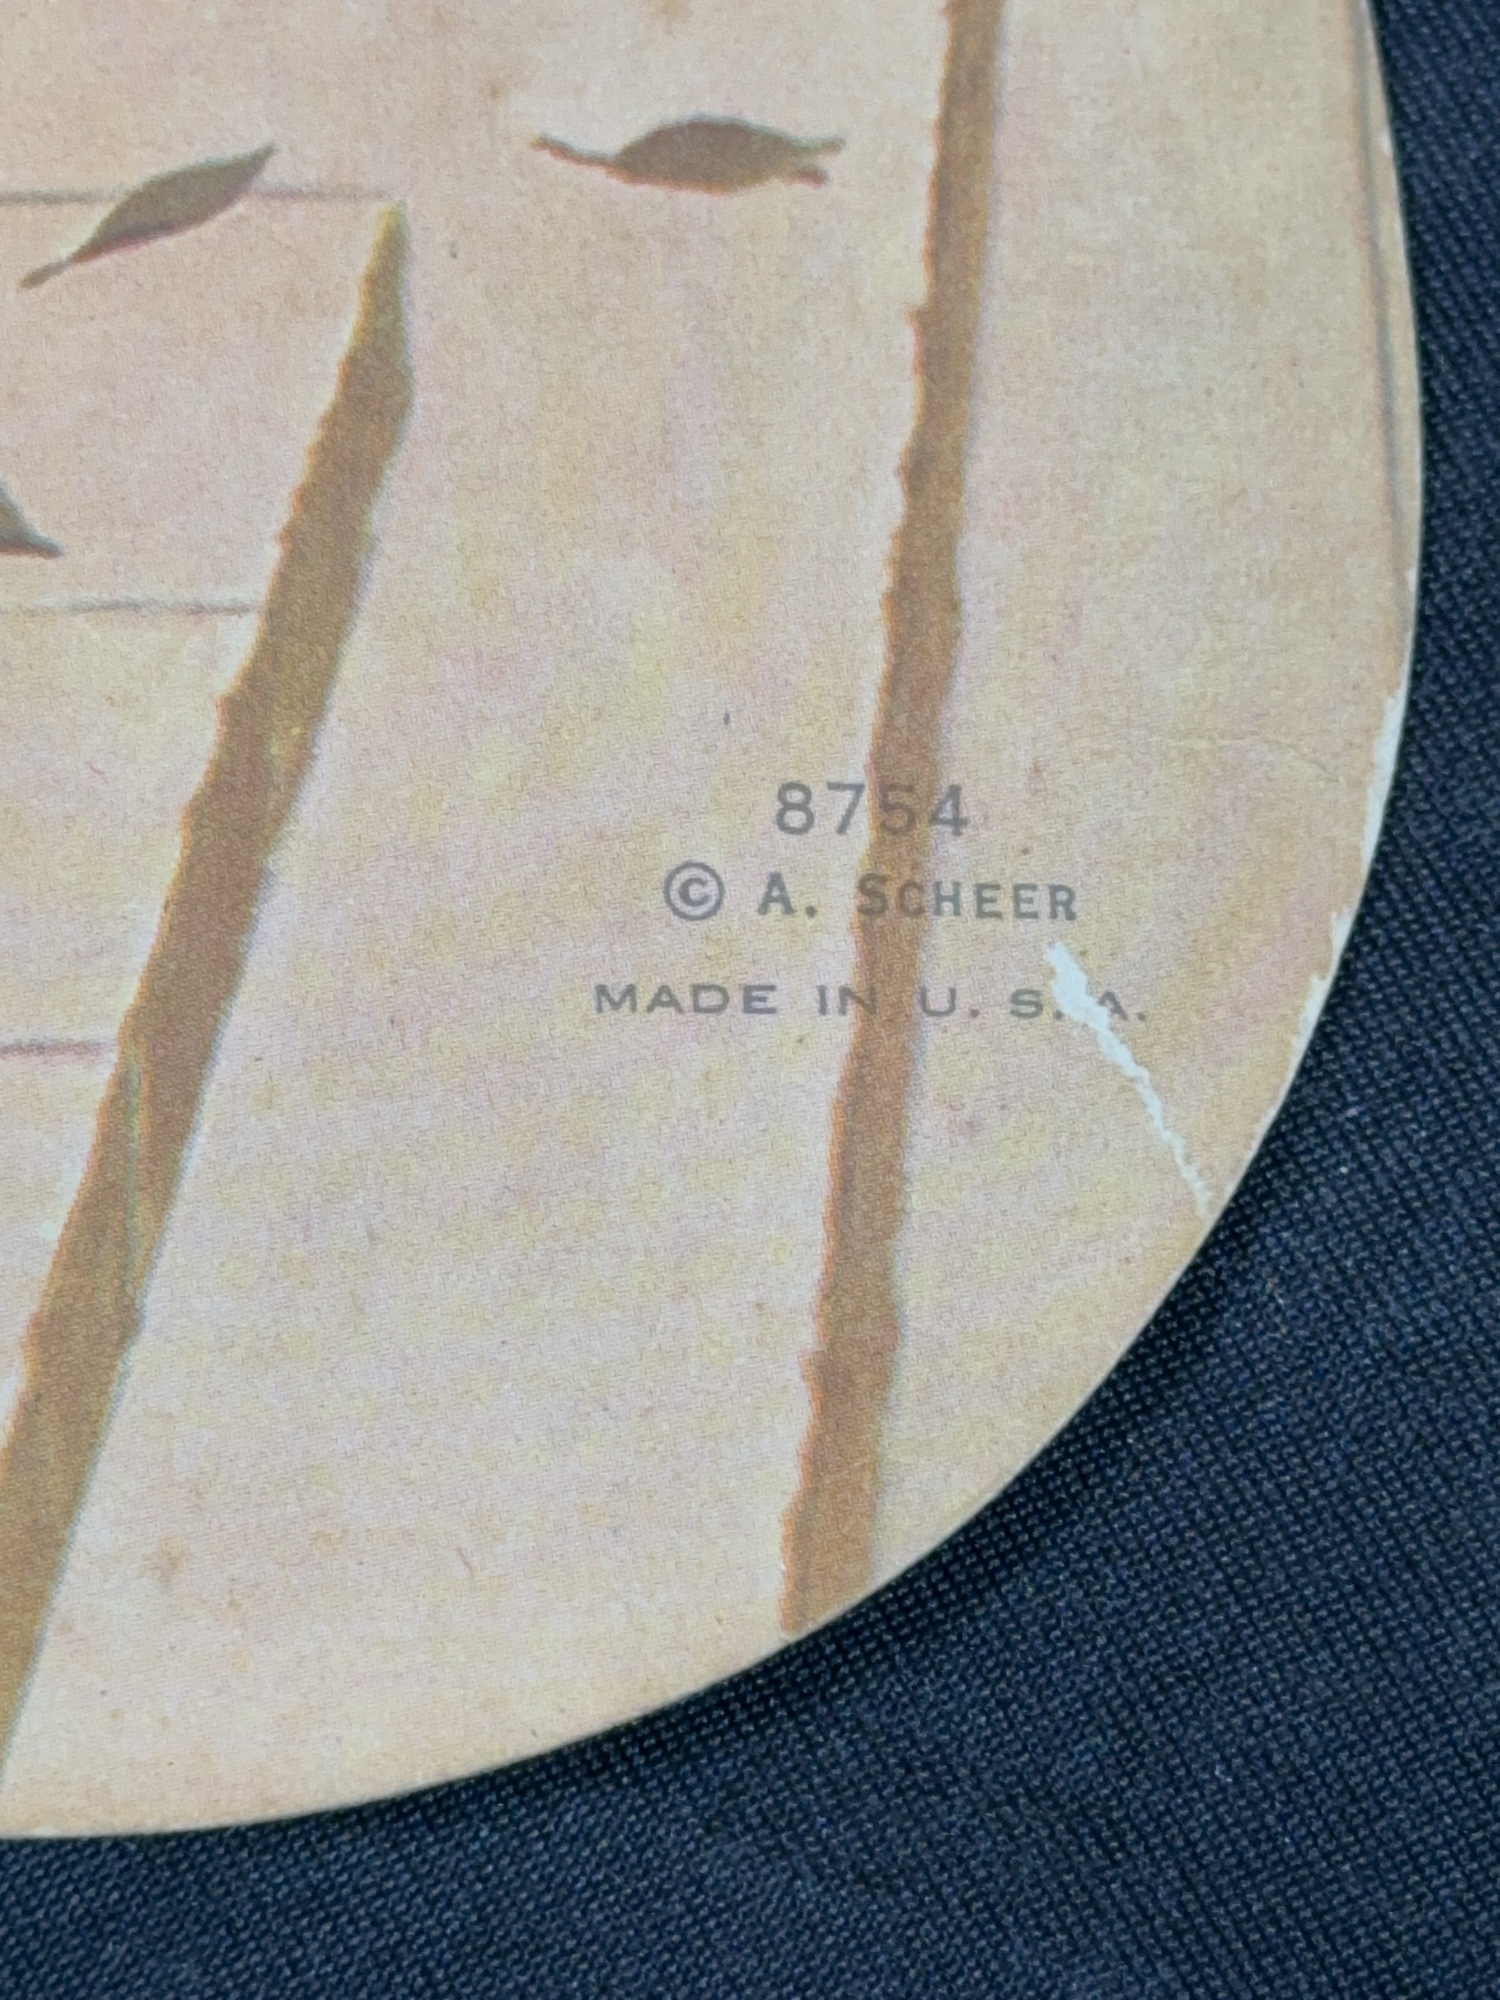 8754
© A. SCHEER
MADE IN U. S. A.